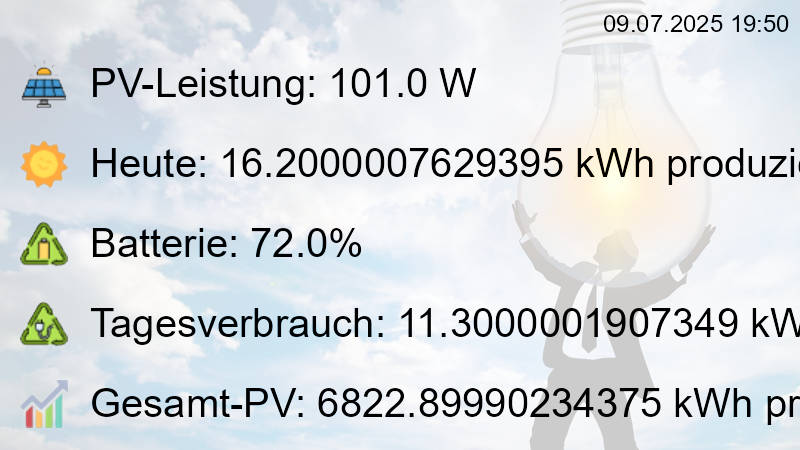 09.07.2025 19:50
PV-Leistung: 101.0 W
Heute: 16.2000007629395 kWh
Batterie: 72.0%
Tagesverbrauch: 11.3000001907349
Gesamt-PV: 6822.89990234375 kWh